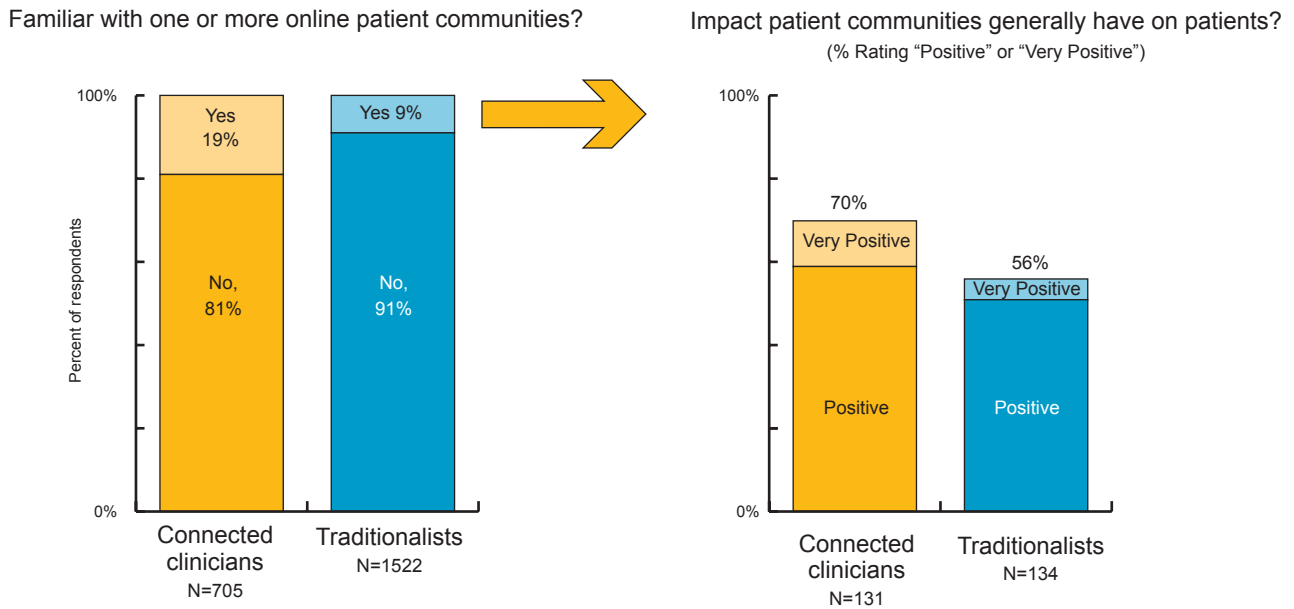 Familiar with one or more online patient communities?
100%
Yes
19%
Yes 9%
No,
81%
No,
91%
Percent of respondents
0%
Connected
clinicians
N=705
Traditionalists
N=1522
Impact patient communities generally have on patients?
(% Rating “Positive” or “Very Positive”)
100%
70%
Very Positive
Positive
56%
Very Positive
Positive
0%
Connected
clinicians
N=131
Traditionalists
N=134